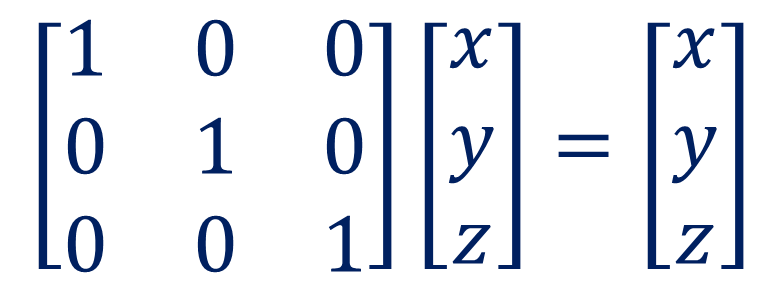 [1 0 0] [x] = [x]
[0 1 0] [y] = [y]
[0 0 1] [z] = [z]